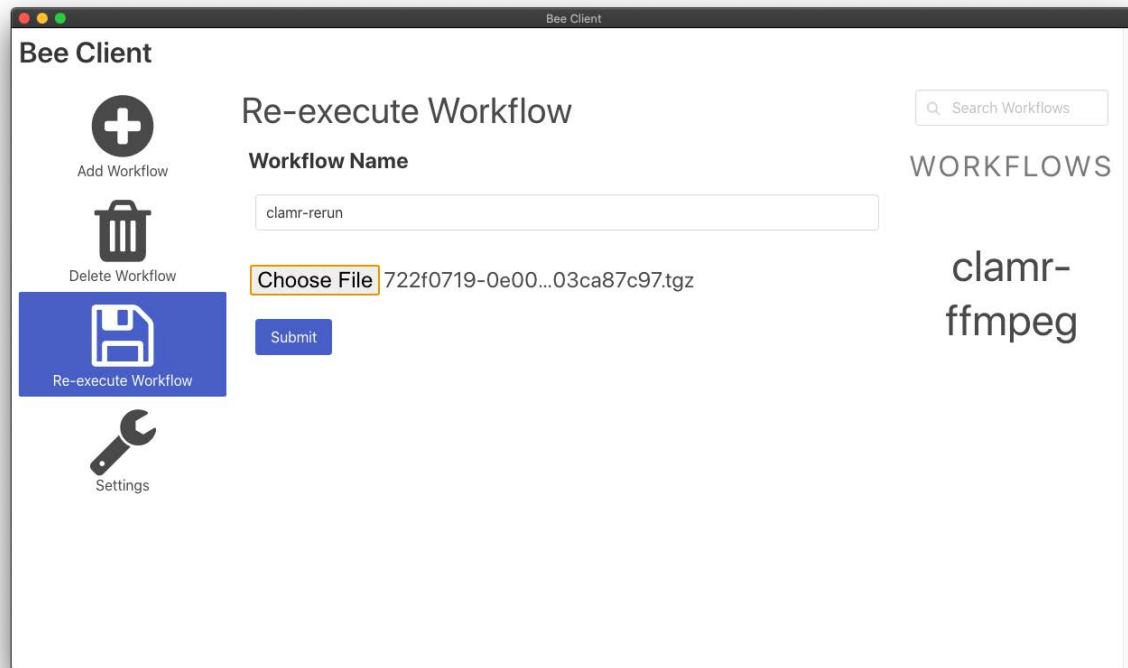 Bee Client
Bee Client
Add Workflow
Delete Workflow
Re-execute Workflow
Settings
Re-execute Workflow
Workflow Name
clamr-rerun
Choose File 722f0719-0e00...03ca87c97.tgz
Submit
Search Workflows
WORKFLOWS
clamr-
ffmpeg